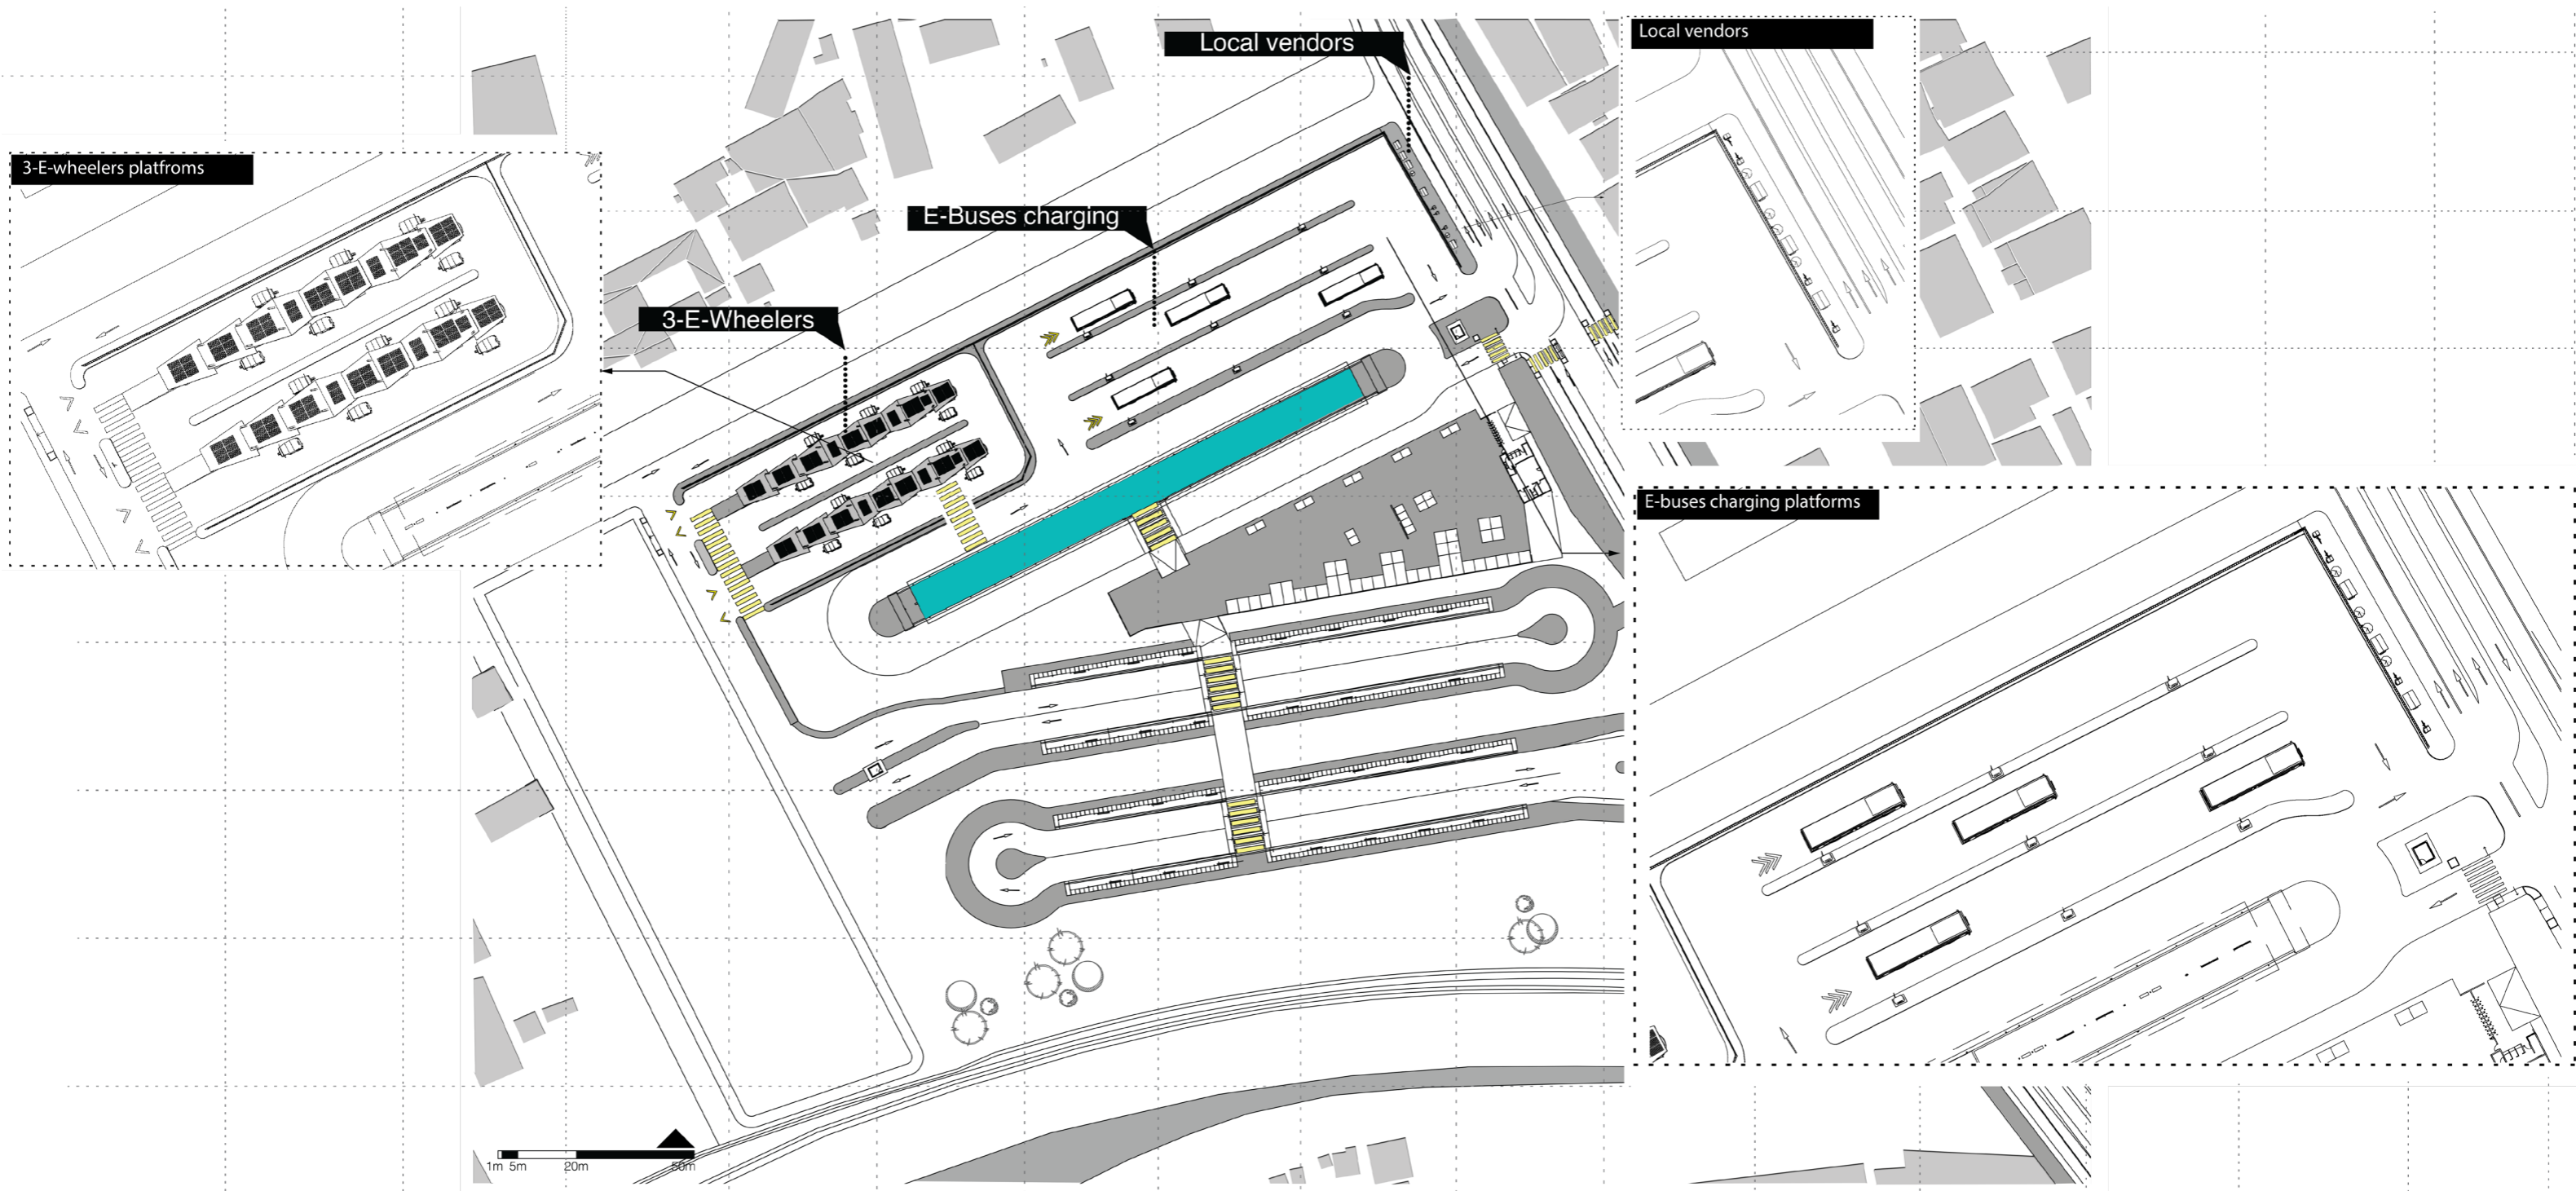 Local vendors
Local vendors
3-E-wheelers platfroms
E-Buses charging
3-E-Wheelers
E-buses charging platforms
1m 5m 20m 50m